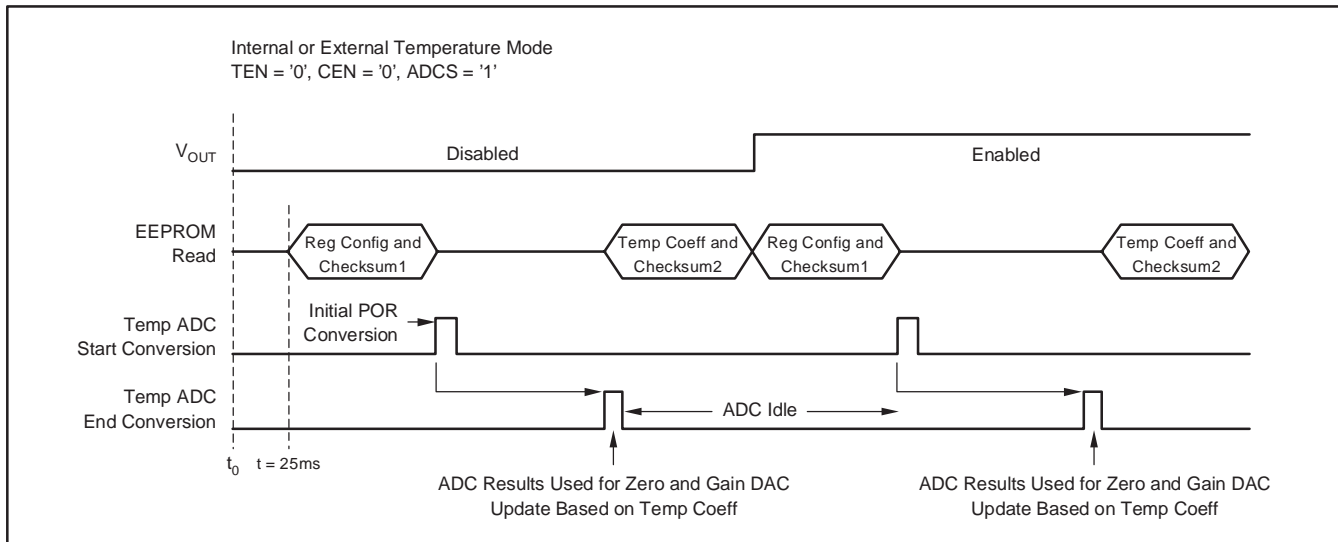 Internal or External Temperature Mode
TEN = '0', CEN = '0', ADCS = '1'
VOUT
Disabled
Enabled
EEPROM
Read
Reg Config and
Checksum1
Temp Coeff and
Checksum2
Reg Config and
Checksum1
Temp Coeff and
Checksum2
Temp ADC
Start Conversion
Initial POR
Conversion
Temp ADC
End Conversion
ADC Idle
t0
t = 25ms
ADC Results Used for Zero and Gain DAC
Update Based on Temp Coeff
ADC Results Used for Zero and Gain DAC
Update Based on Temp Coeff